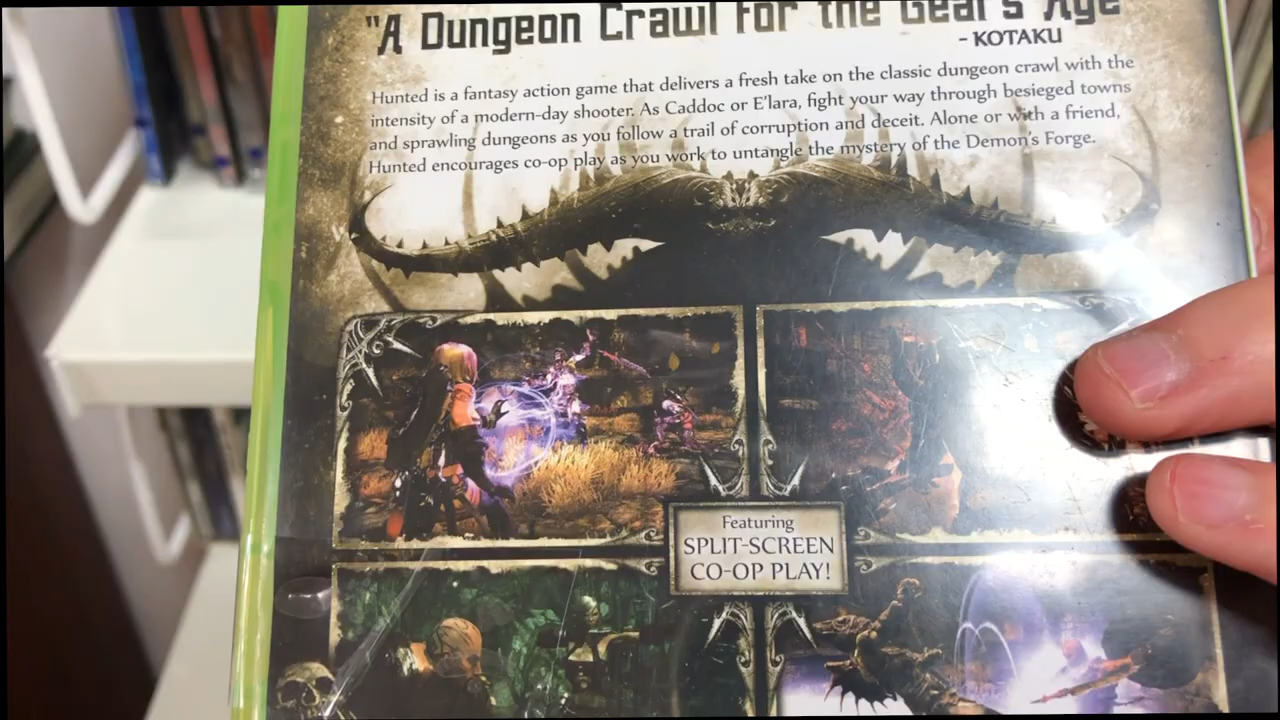 "A Dungeon Crawl for the Gears Age"
- KOTAKU
Hunted is a fantasy action game that delivers a fresh take on the classic dungeon crawl with the
intensity of a modern-day shooter. As Caddoc or E'lara, fight your way through besieged towns
and sprawling dungeons as you follow a trail of corruption and deceit. Alone or with a friend,
Hunted encourages co-op play as you work to untangle the mystery of the Demon's Forge.
Featuring
SPLIT-SCREEN
CO-OP PLAY!